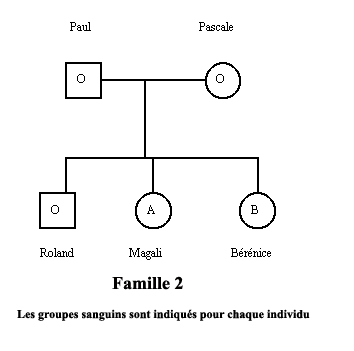 Paul Pascale
O O
O A B
Roland Magali Bérénice
Famille 2
Les groupes sanguins sont indiqués pour chaque individu